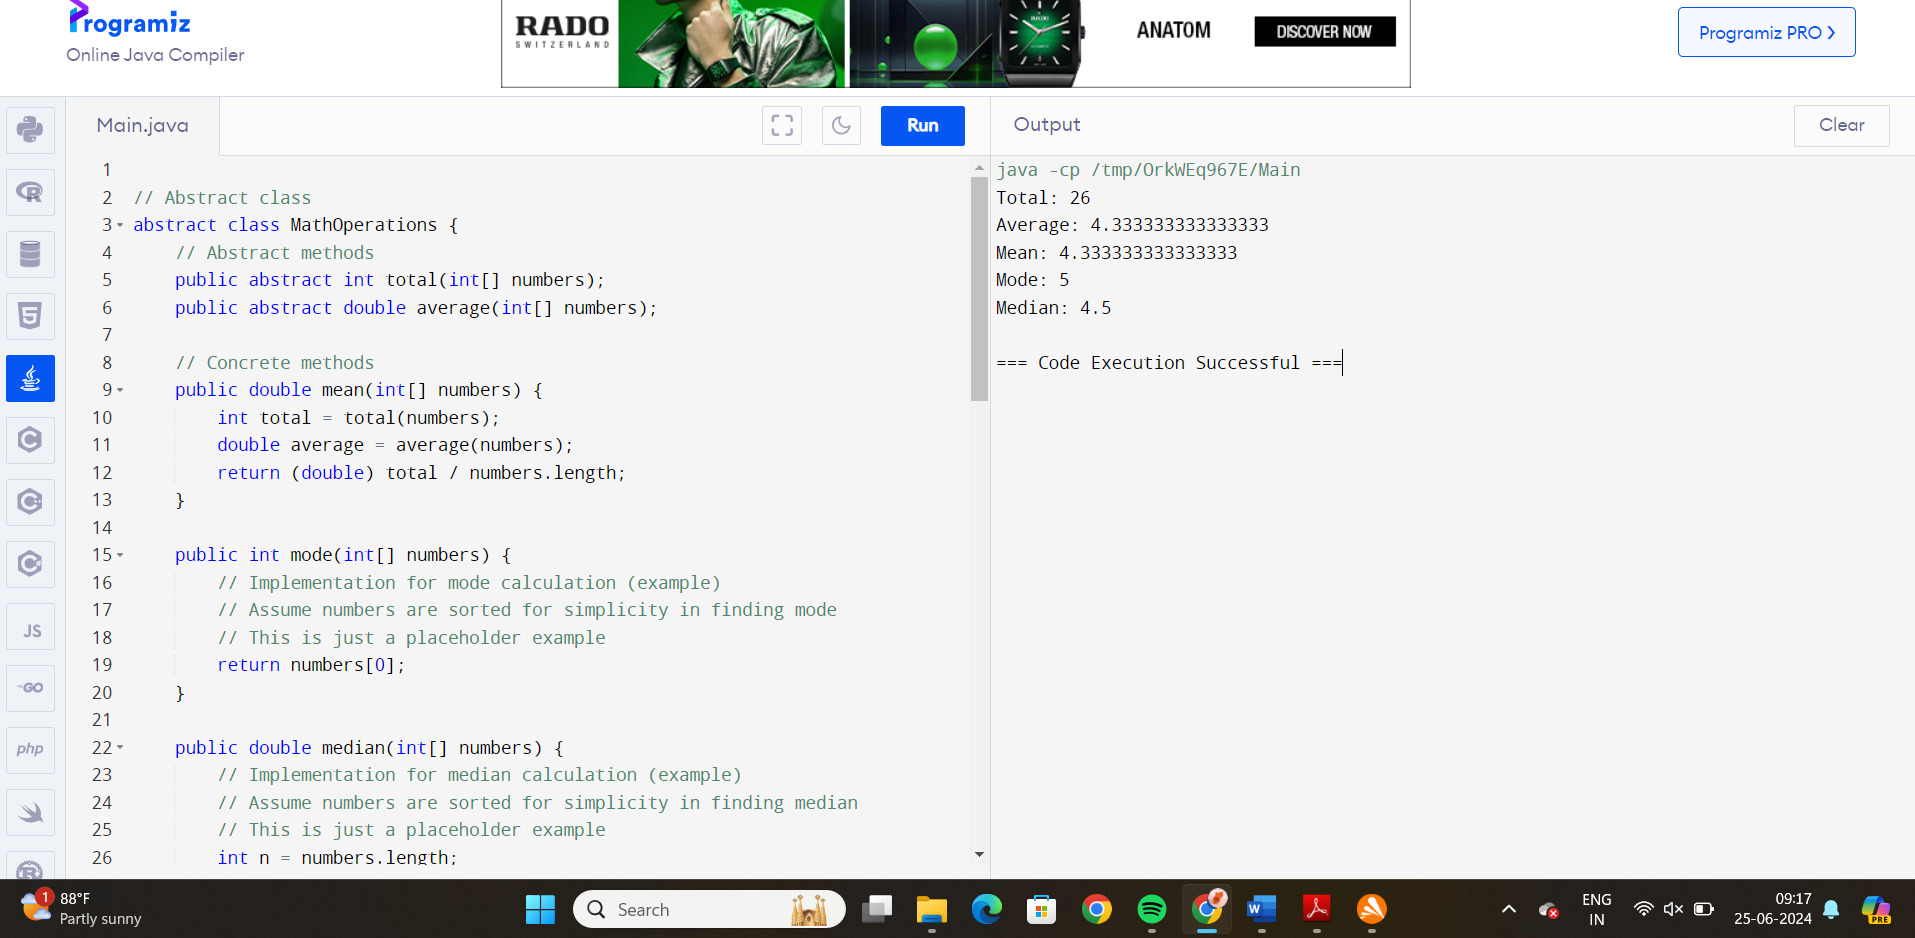 Programiz
Online Java Compiler
RADO
SWITZERLAND
ANATOM
DISCOVER NOW
Programiz PRO ❯
Main.java
Run
Output
Clear
1
2 // Abstract class
3 abstract class MathOperations {
4 // Abstract methods
5 public abstract int total(int[] numbers);
6 public abstract double average(int[] numbers);
7
8 // Concrete methods
9 public double mean(int[] numbers) {
10 int total = total(numbers);
11 double average = average(numbers);
12 return (double) total / numbers.length;
13 }
14
15 public int mode(int[] numbers) {
16 // Implementation for mode calculation (example)
17 // Assume numbers are sorted for simplicity in finding mode
18 // This is just a placeholder example
19 return numbers[0];
20 }
21
22 public double median(int[] numbers) {
23 // Implementation for median calculation (example)
24 // Assume numbers are sorted for simplicity in finding median
25 // This is just a placeholder example
26 int n = numbers.length;
java -cp /tmp/OrkWEq967E/Main
Total: 26
Average: 4.333333333333333
Mean: 4.333333333333333
Mode: 5
Median: 4.5
=== Code Execution Successful ===
JS
GO
php
1
88°F
Partly sunny
Search
W
ENG
IN
09:17
25-06-2024
PRE